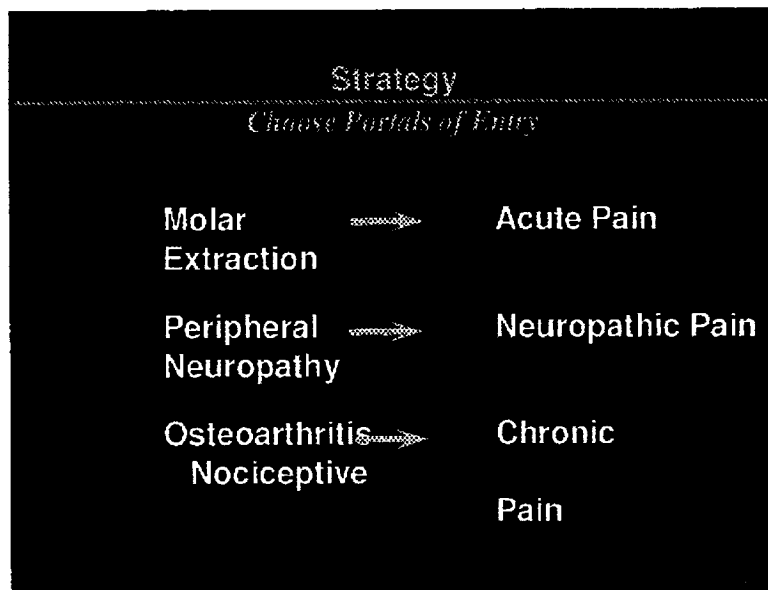 Strategy
Choose Portals of Entry
Molar
Extraction
Acute Pain
Peripheral
Neuropathy
Neuropathic Pain
Osteoarthritis
Nociceptive
Chronic
Pain